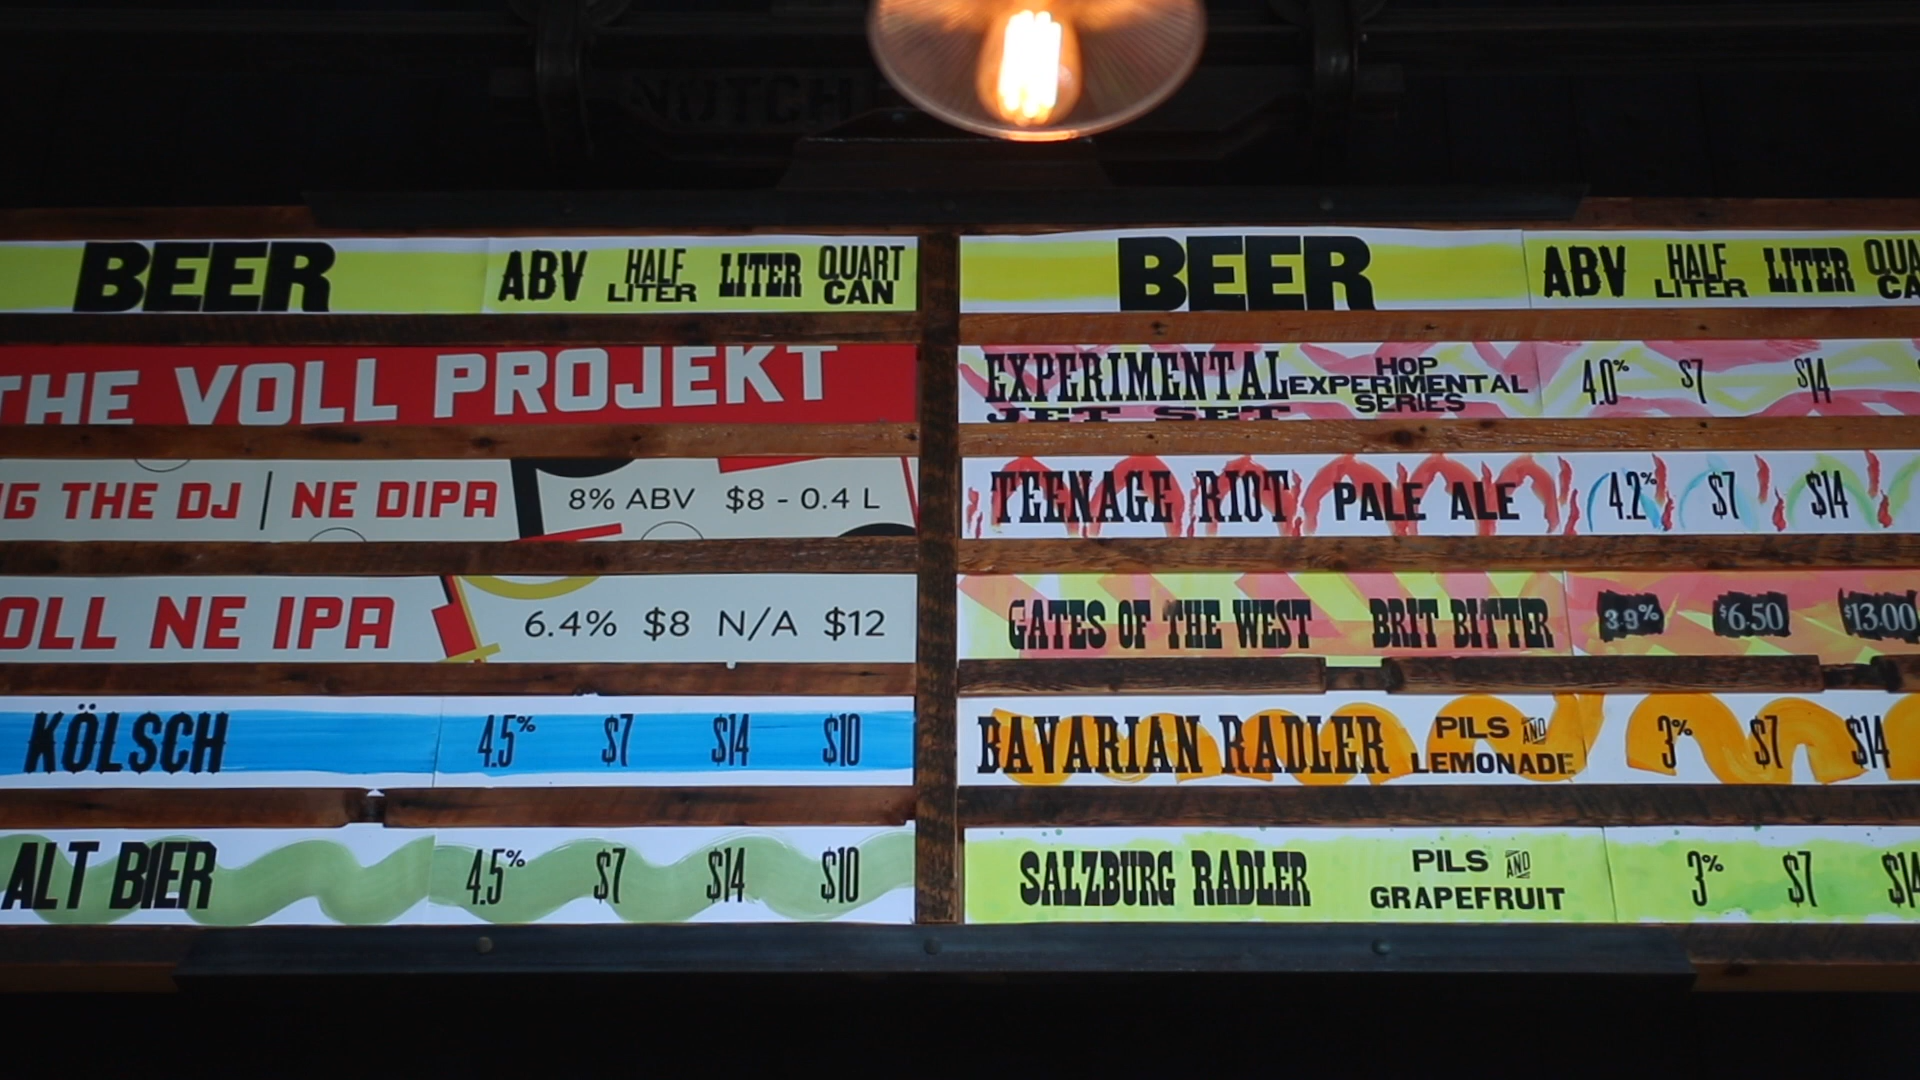 NOTCH
BEER ABV HALF LITER LITER QUART CAN
THE VOLL PROJEKT
THE DJ | NE DIPA 8% ABV $8 - 0.4 L
NE IPA 6.4% $8 N/A $12
KÖLSCH 4.5% $7 $14 $10
ALT BIER 4.5% $7 $14 $10
BEER ABV HALF LITER LITER
EXPERIMENTAL JET SET HOP EXPERIMENTAL SERIES 4.0% $7 $14
TEENAGE RIOT PALE ALE 4.2% $7 $14
GATES OF THE WEST BRIT BITTER 3.9% $6.50 $13.00
BAVARIAN RADLER PILS AND LEMONADE 3% $7 $14
SALZBURG RADLER PILS AND GRAPEFRUIT 3% $7 $14